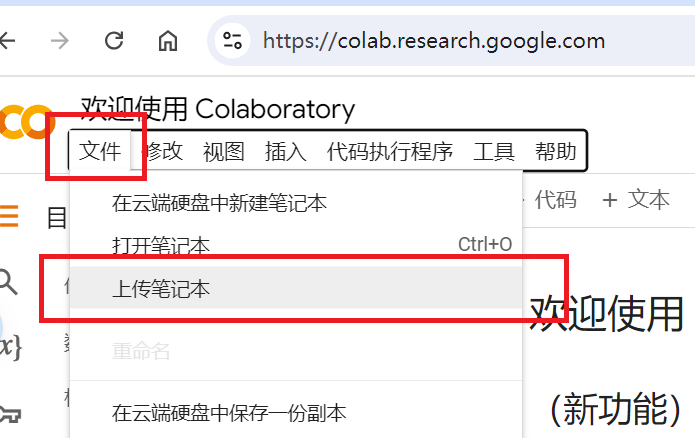 https://colab.research.google.com
欢迎使用 Colaboratory
文件 修改 视图 插入 代码执行程序 工具 帮助
代码 + 文本
目
在云端硬盘中新建笔记本
打开笔记本 Ctrl+O
上传笔记本
欢迎使用
{x}
重命名
（新功能）
在云端硬盘中保存一份副本